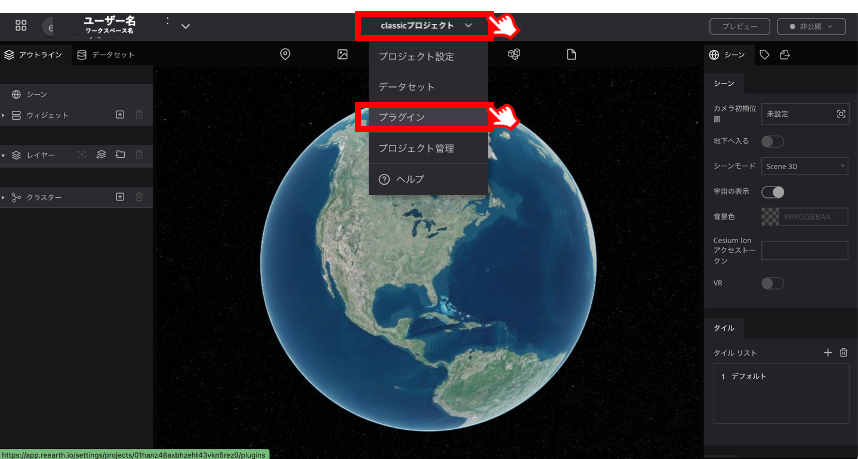 ユーザー名
ワークスペース名
classicプロジェクト
プレビュー
非公開
アウトライン
データセット
シーン
シーン
ウィジェット
レイヤー
クラスター
プロジェクト設定
データセット
プラグイン
プロジェクト管理
ヘルプ
シーン
カメラ初期位
置
未設定
地下へ入る
シーンモード
Scene 3D
宇宙の表示
背景色
#RRGGBBAA
Cesium Ion
アクセストー
クン
VR
タイル
タイル リスト
1 デフォルト
https://app.reearth.io/settings/projects/01hanz48axbhzeht43vkn5rez0/plugins